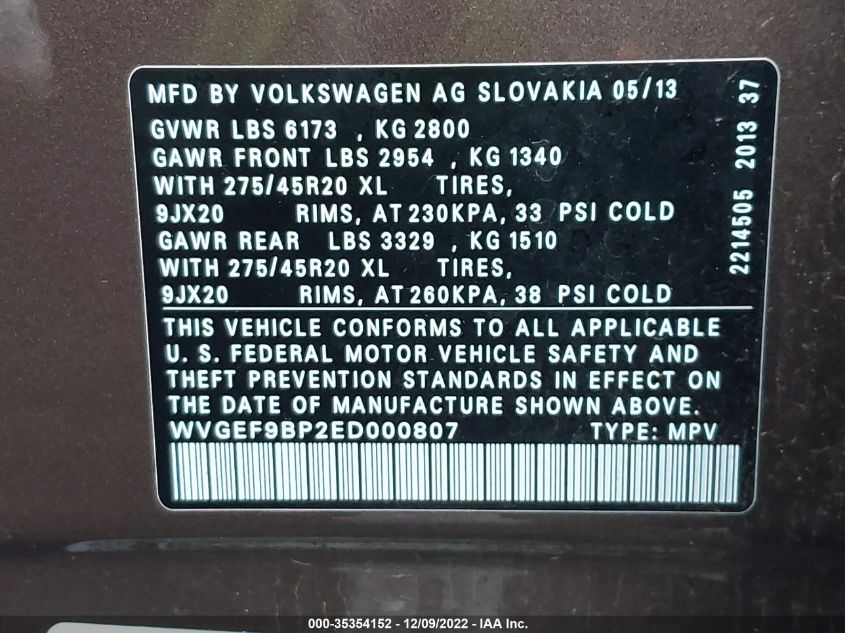 MFD BY VOLKSWAGEN AG SLOVAKIA 05/13
GVWR LBS 6173 , KG 2800
GAWR FRONT LBS 2954 , KG 1340
WITH 275/45R20 XL TIRES,
9JX20 RIMS, AT 230KPA, 33 PSI COLD
GAWR REAR LBS 3329 , KG 1510
WITH 275/45R20 XL TIRES,
9JX20 RIMS, AT 260KPA, 38 PSI COLD
THIS VEHICLE CONFORMS TO ALL APPLICABLE
U. S. FEDERAL MOTOR VEHICLE SAFETY AND
THEFT PREVENTION STANDARDS IN EFFECT ON
THE DATE OF MANUFACTURE SHOWN ABOVE.
WVGEF9BP2ED000807 TYPE: MPV
2214505 2013 37
000-35354152 - 12/09/2022 - IAA Inc.